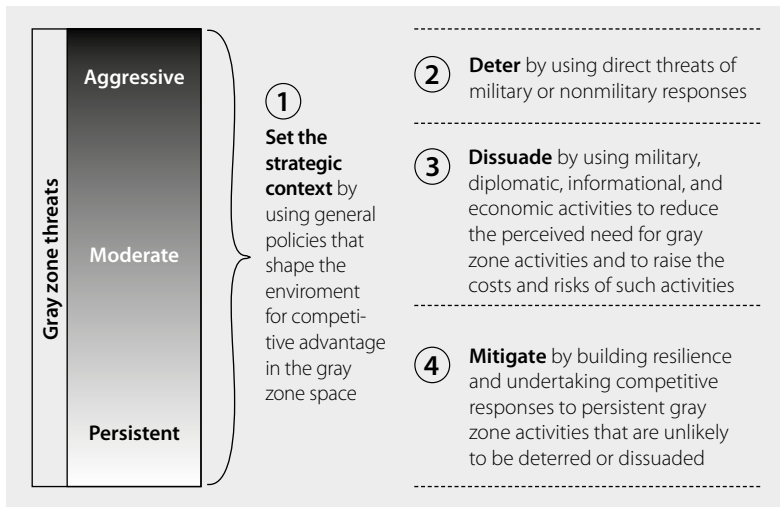 Gray zone threats
Aggressive
Moderate
Persistent
1
Set the
strategic
context by
using general
policies that
shape the
enviroment
for competi-
tive advantage
in the gray
zone space
2
Deter by using direct threats of
military or nonmilitary responses
3
Dissuade by using military,
diplomatic, informational, and
economic activities to reduce
the perceived need for gray
zone activities and to raise the
costs and risks of such activities
4
Mitigate by building resilience
and undertaking competitive
responses to persistent gray
zone activities that are unlikely
to be deterred or dissuaded